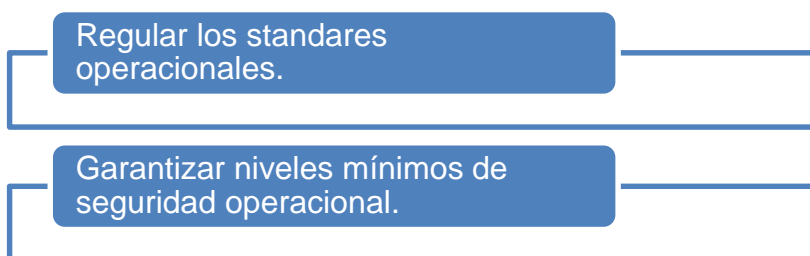 Regular los standares
operacionales.
Garantizar niveles mínimos de
seguridad operacional.